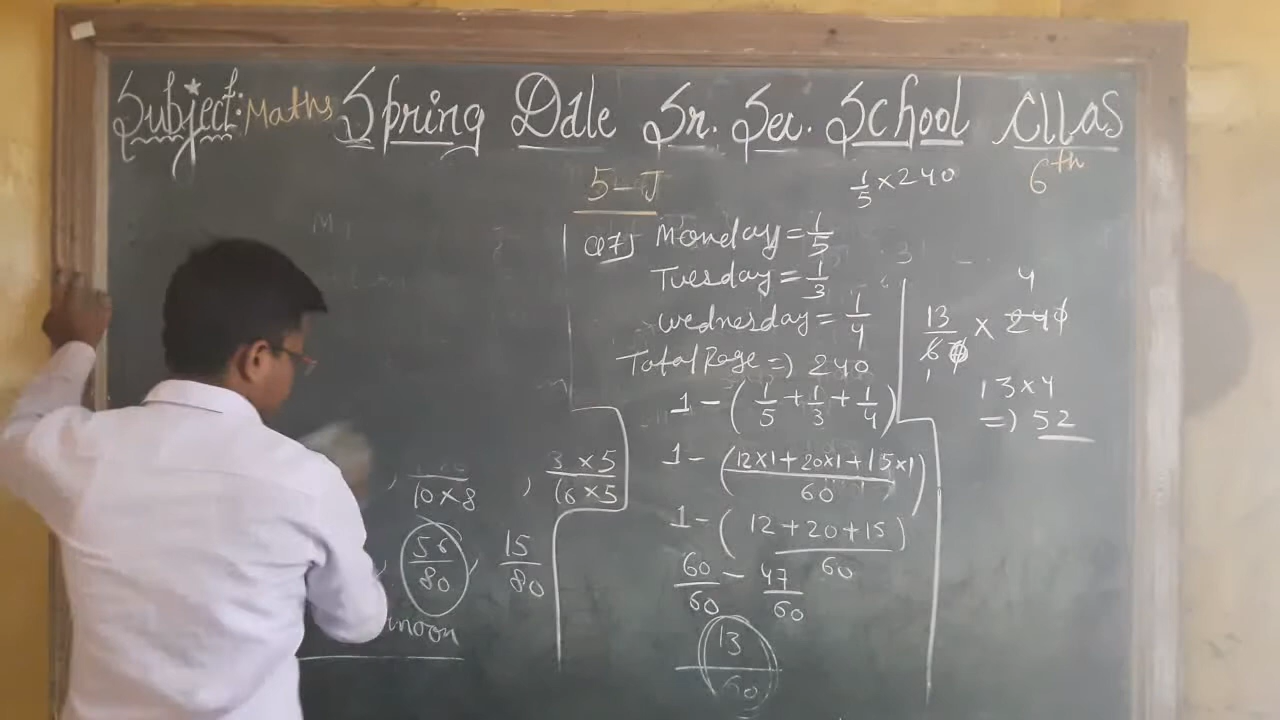 Subject: Maths Spring Dale Sr. Sec. School Cllas
6th
5-J
1/5 × 240
Q7) Monday = 1/5
Tuesday = 1/3
wednesday = 1/4
Total Page => 240
1 - (1/5 + 1/3 + 1/4)
1 - (12×1 + 20×1 + 15×1)/60
1 - (12 + 20 + 15)/60
60/60 - 47/60
13/60
4
13/60 × 240
13 × 4
=> 52
, 10 × 8 , 3 × 5
16 × 5
, 56/80 , 15/80
noon